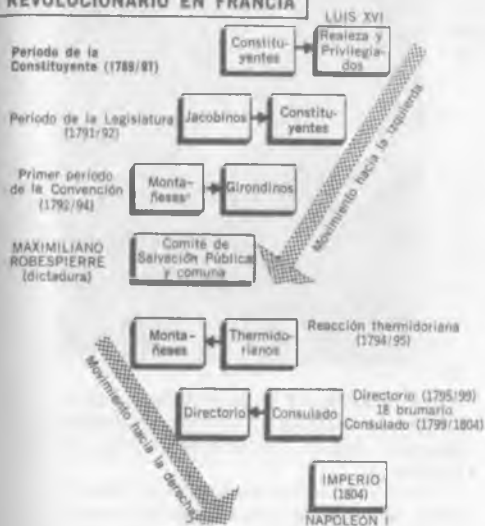 REVOLUCIONARIO EN FRANCIA
LUIS XVI
Período de la
Constituyente (1789/91)
Constitu-
yentes
Realeza y
Privilegia-
dos
Período de la Legislatura
(1791/92)
Jacobinos
Constitu-
yentes
Movimiento hacia la izquierda
Primer período
de la Convención
(1792/94)
Monta-
ñeses
Girondinos
MAXIMILIANO
ROBESPIERRE
(dictadura)
Comité de
Salvación Pública
y comuna
Monta-
ñeses
Thermido-
rianos
Reacción thermidoriana
(1794/95)
Movimiento hacia la derecha
Directorio
Consulado
Directorio (1795/99)
18 brumario
Consulado (1799/1804)
IMPERIO
(1804)
NAPOLEÓN I